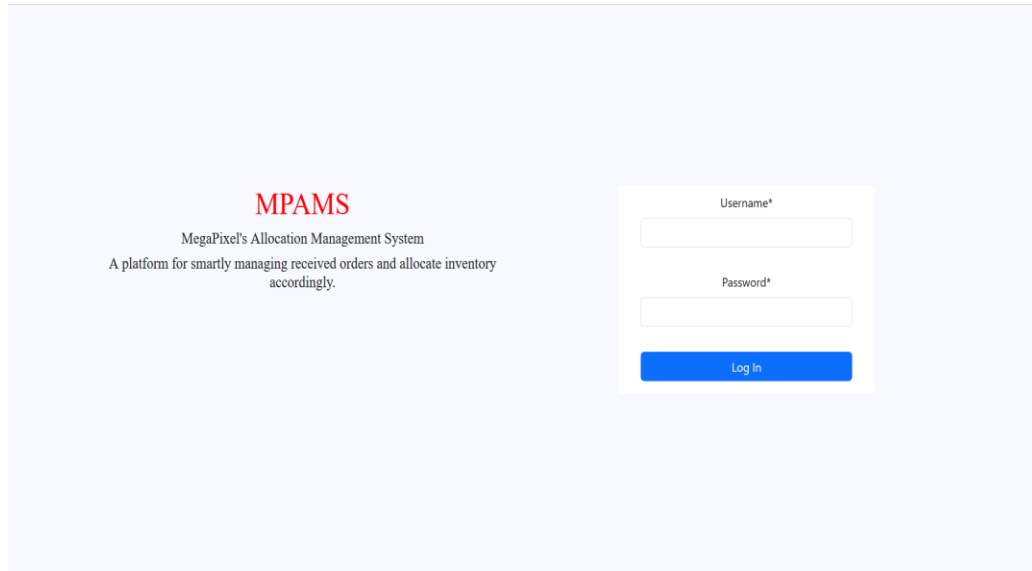 MPAMS
MegaPixel's Allocation Management System
A platform for smartly managing received orders and allocate inventory
accordingly.
Username*
Password*
Log In